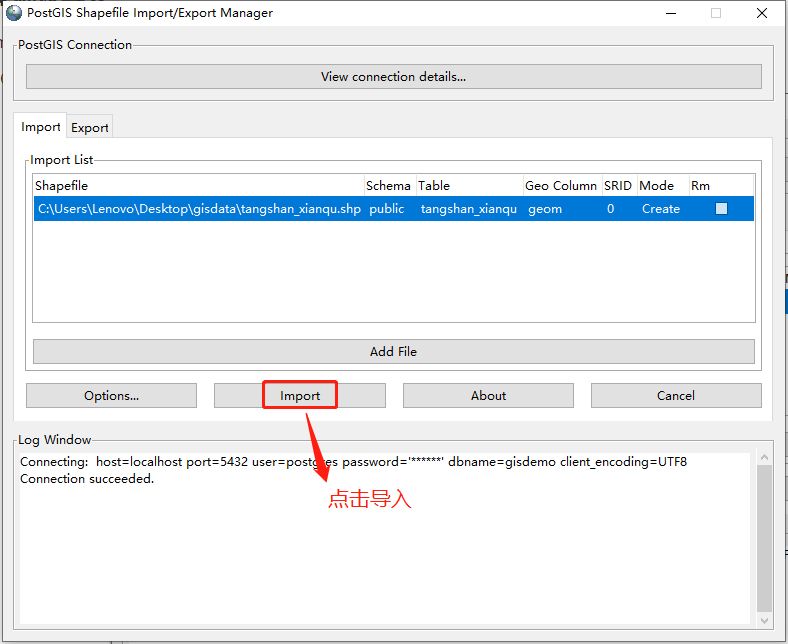 PostGIS Shapefile Import/Export Manager
PostGIS Connection
View connection details...
Import Export
Import List
Shapefile Schema Table Geo Column SRID Mode Rm
C:\Users\Lenovo\Desktop\gisdata\tangshan_xianqu.shp public tangshan_xianqu geom 0 Create
Add File
Options... Import About Cancel
Log Window
Connecting: host=localhost port=5432 user=postgres password='******' dbname=gisdemo client_encoding=UTF8
Connection succeeded.
点击导入